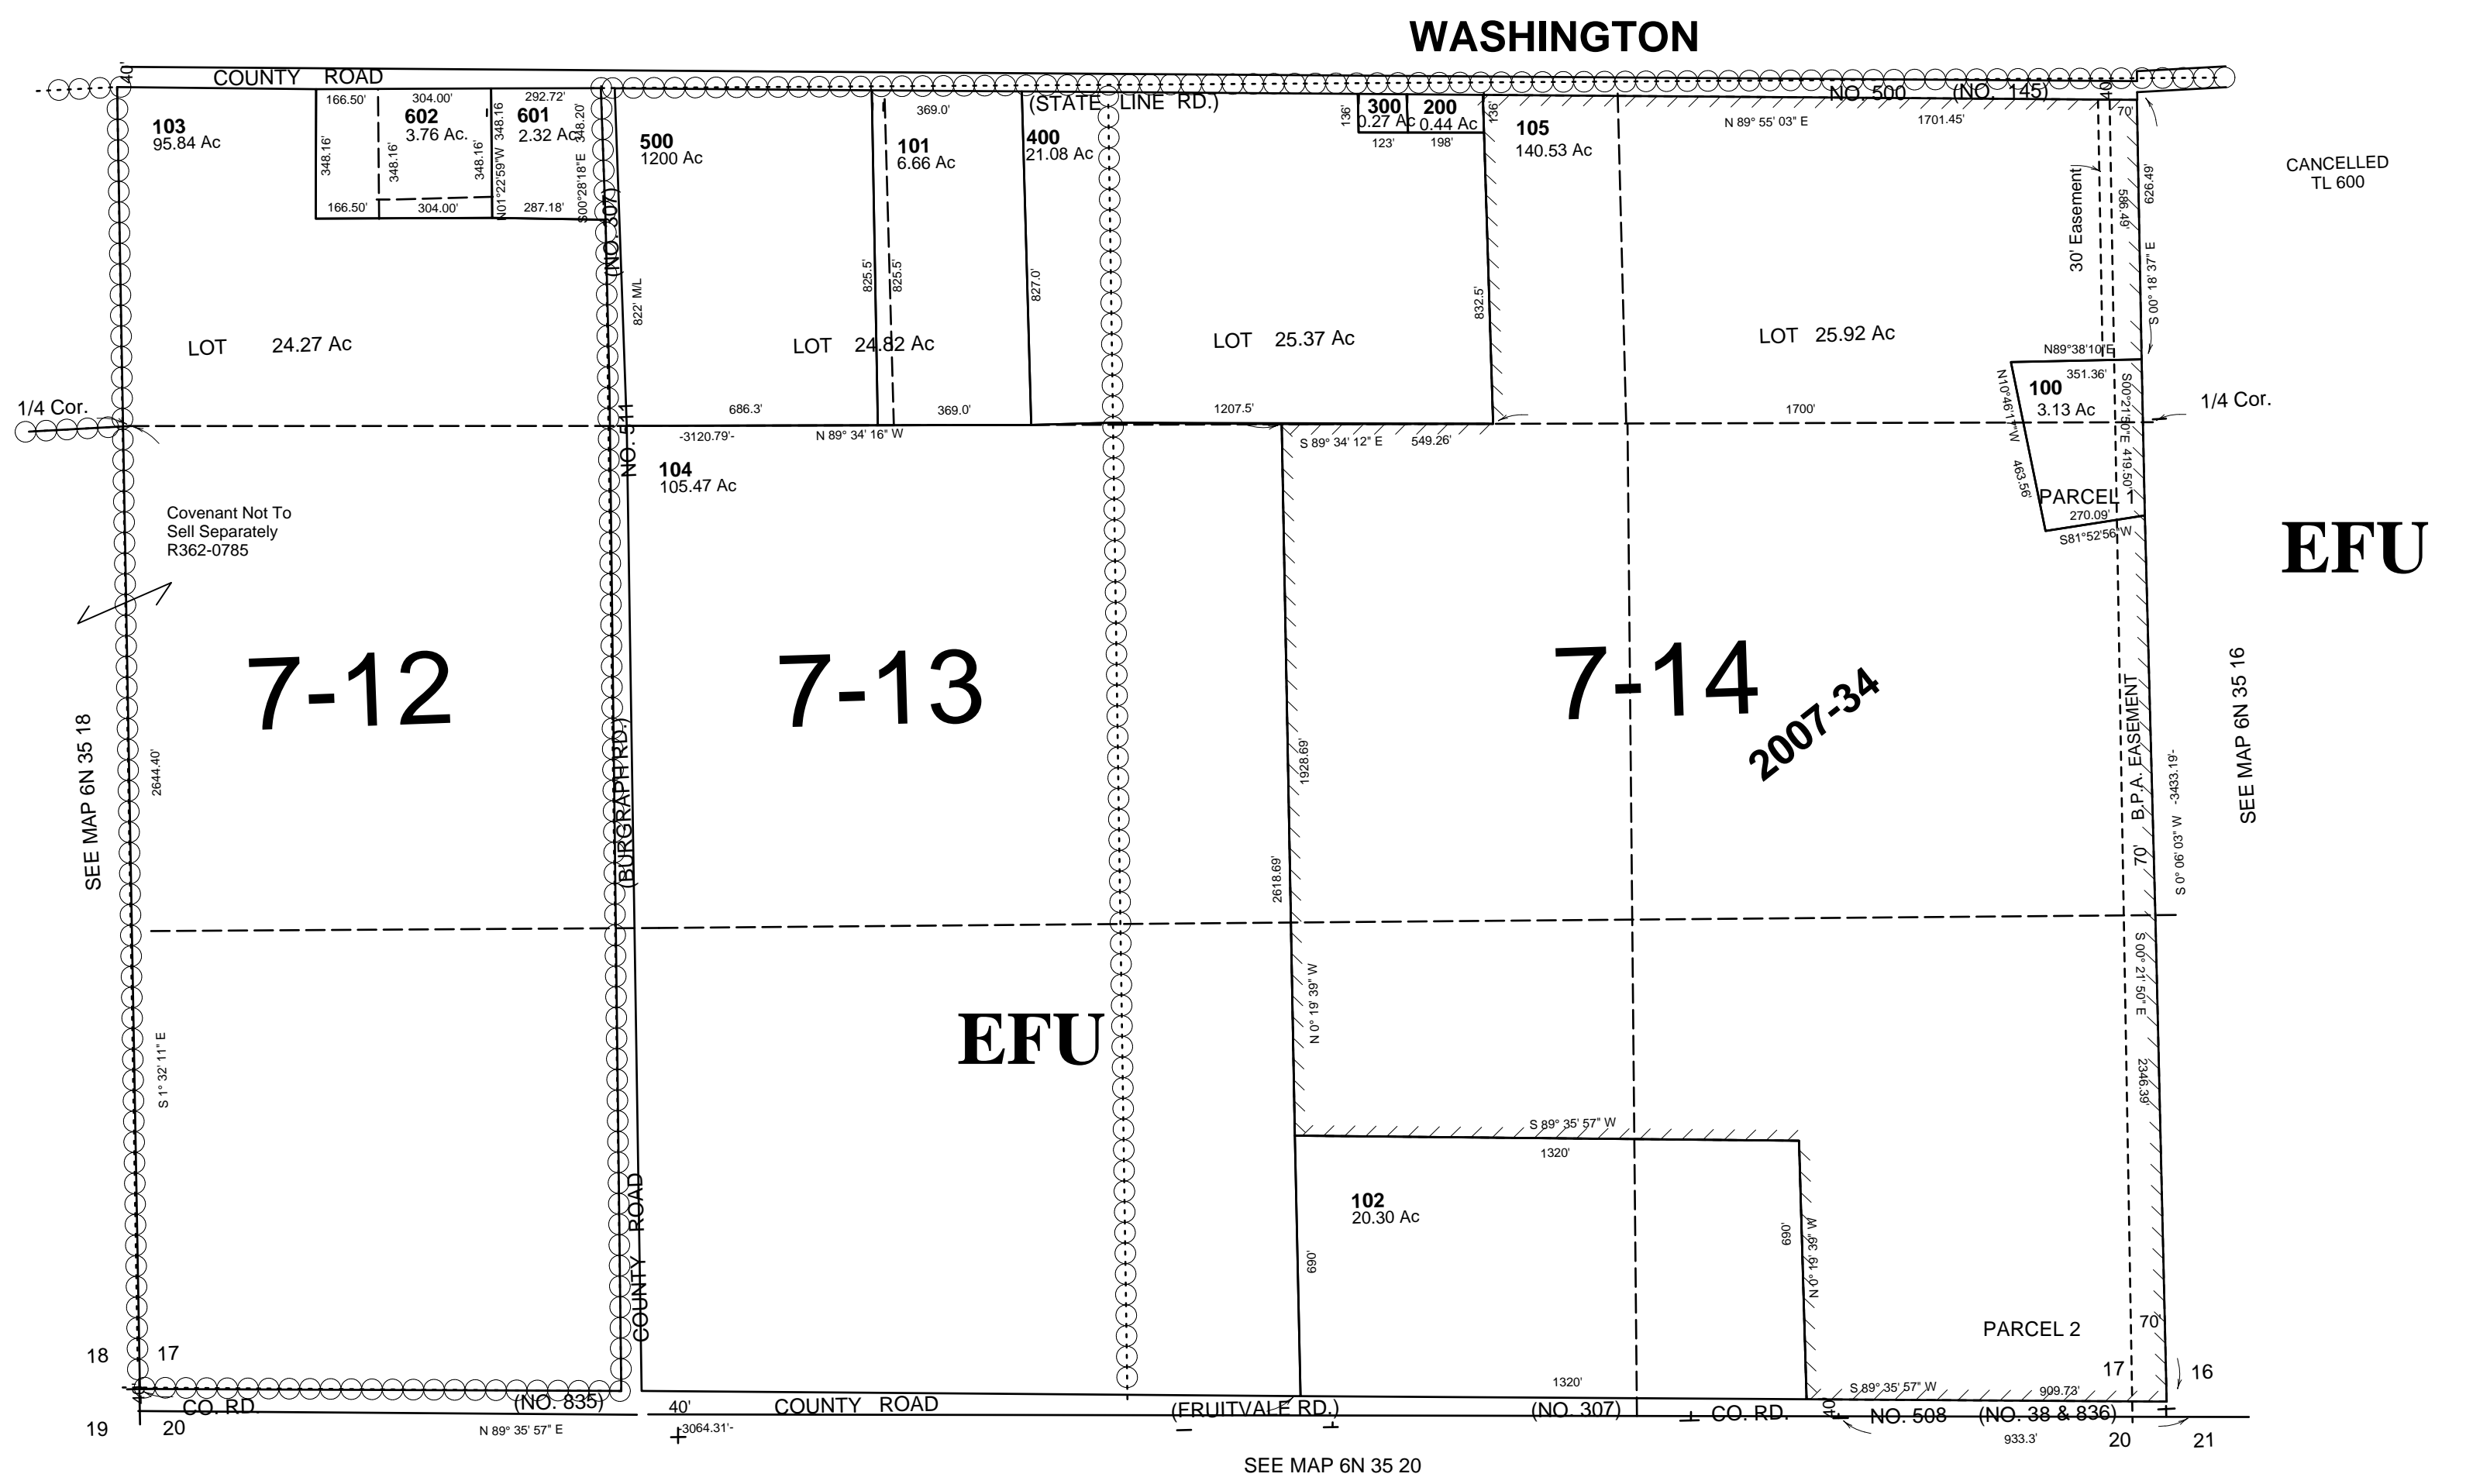 WASHINGTON
COUNTY ROAD
40'
(STATE LINE RD.)
NO. 500 (NO. 145)
40'
70'
166.50'
304.00'
292.72'
103
95.84 Ac
602
3.76 Ac.
601
2.32 Ac
348.16'
348.16'
348.16'
N01°22'59"W 348.16
S00°28'18"E 348.20'
166.50'
304.00'
287.18'
(NO. 307)
500
1200 Ac
369.0'
101
6.66 Ac
400
21.08 Ac
136'
300
0.27 Ac
200
0.44 Ac
136'
123'
198'
105
140.53 Ac
N 89° 55' 03" E
1701.45'
CANCELLED
TL 600
30' Easement
586.49'
626.49'
S 00° 18' 37" E
822' M/L
825.5'
825.5'
827.0'
832.5'
LOT 24.27 Ac
LOT 24.82 Ac
LOT 25.37 Ac
LOT 25.92 Ac
N89°38'10"E
351.36'
100
3.13 Ac
N10°46'17"W 463.56'
S00°21'50"E 419.50'
PARCEL 1
270.09'
S81°52'56"W
1/4 Cor.
1/4 Cor.
NO. 511
686.3'
369.0'
1207.5'
1700'
-3120.79'-
N 89° 34' 16" W
S 89° 34' 12" E
549.26'
104
105.47 Ac
Covenant Not To
Sell Separately
R362-0785
EFU
7-12
7-13
7-14
2007-34
SEE MAP 6N 35 18
2644.40'
S 1° 32' 11" E
(BURGRAPH RD.)
1928.69'
2618.69'
N 0° 19' 39" W
70' B.P.A. EASEMENT
S 0° 06' 03" W -3433.19'-
SEE MAP 6N 35 16
S 00° 21' 50" E
2346.39'
EFU
S 89° 35' 57" W
1320'
102
20.30 Ac
690'
690'
N 0° 19' 39" W
COUNTY ROAD
PARCEL 2
70'
18
17
17
16
1320'
S 89° 35' 57" W
909.73'
40'
CO. RD.
(NO. 835)
40'
COUNTY ROAD
(FRUITVALE RD.)
(NO. 307)
CO. RD.
40'
NO. 508
(NO. 38 & 836)
19
20
N 89° 35' 57" E
-3064.31'-
933.3'
20
21
SEE MAP 6N 35 20